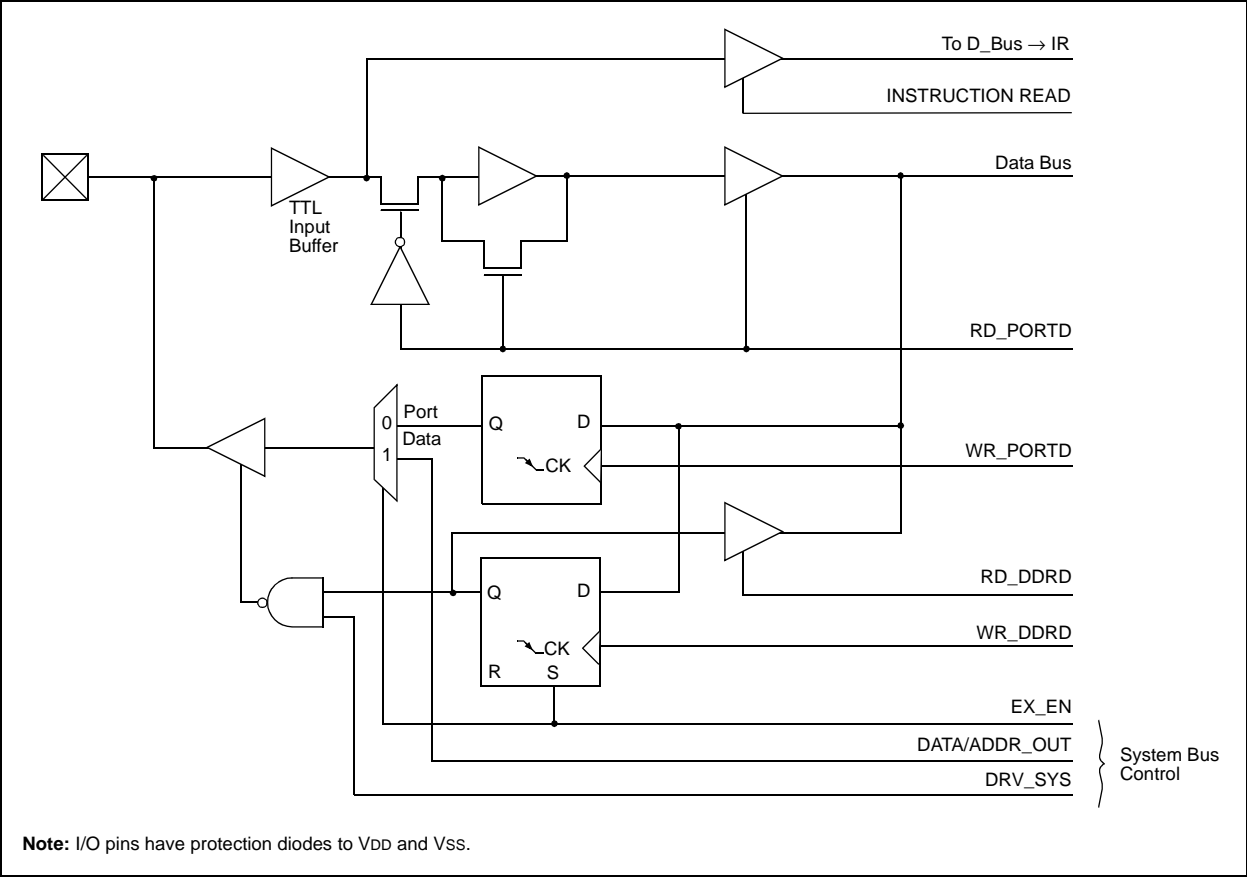 To D_Bus → IR
INSTRUCTION READ
Data Bus
TTL
Input
Buffer
RD_PORTD
0
Port
Data
1
Q
D
CK
WR_PORTD
RD_DDRD
Q
D
WR_DDRD
CK
R
S
EX_EN
DATA/ADDR_OUT
DRV_SYS
System Bus
Control
Note: I/O pins have protection diodes to VDD and VSS.